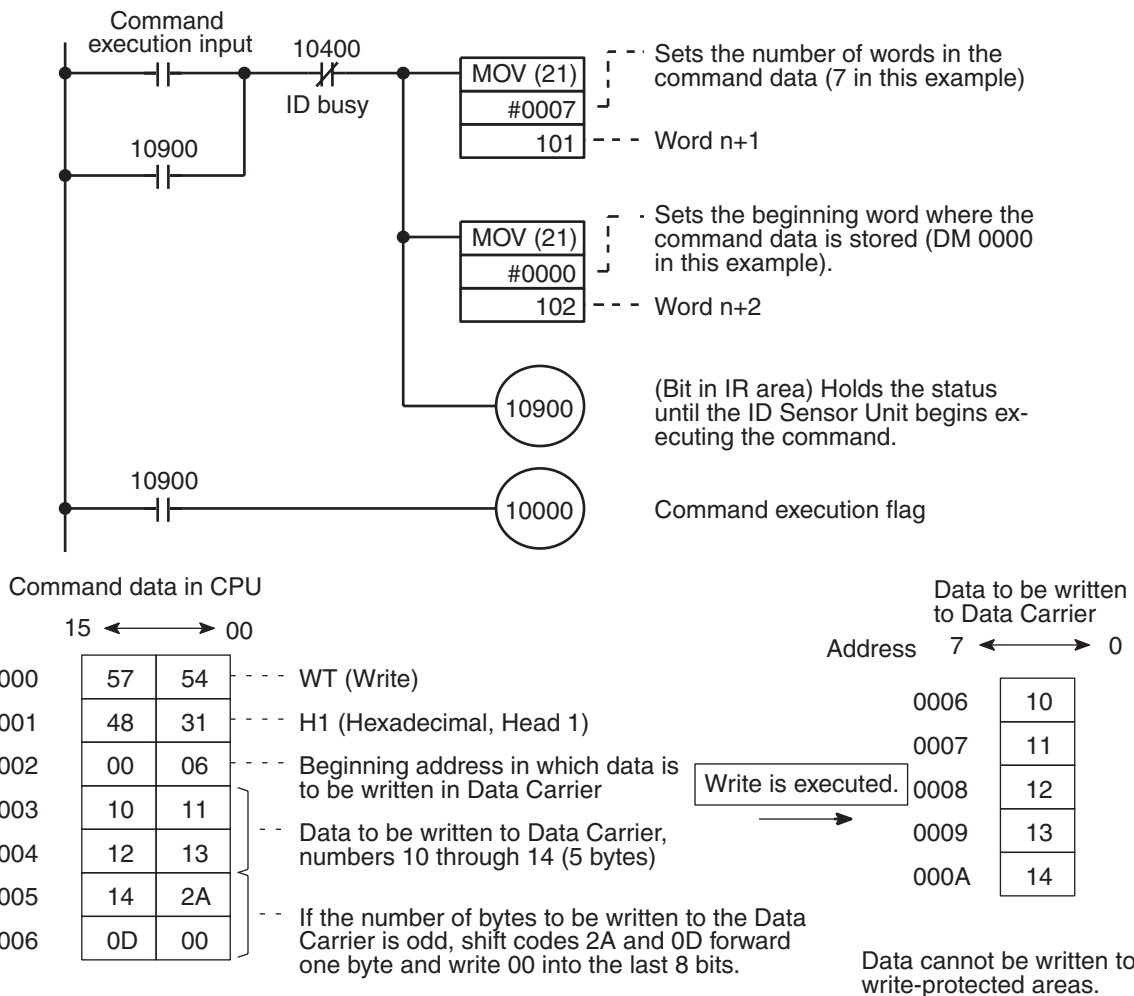 Command
execution input
10400
ID busy
MOV (21)
#0007
101
Sets the number of words in the
command data (7 in this example)
Word n+1
10900
MOV (21)
#0000
102
Sets the beginning word where the
command data is stored (DM 0000
in this example).
Word n+2
10900
(Bit in IR area) Holds the status
until the ID Sensor Unit begins ex-
ecuting the command.
10900
10000
Command execution flag
Command data in CPU
15 00
000 57 54 WT (Write)
001 48 31 H1 (Hexadecimal, Head 1)
002 00 06 Beginning address in which data is
to be written in Data Carrier
003 10 11
004 12 13
Data to be written to Data Carrier,
numbers 10 through 14 (5 bytes)
005 14 2A
006 0D 00
If the number of bytes to be written to the Data
Carrier is odd, shift codes 2A and 0D forward
one byte and write 00 into the last 8 bits.
Write is executed.
Data to be written
to Data Carrier
Address 7 0
0006 10
0007 11
0008 12
0009 13
000A 14
Data cannot be written to
write-protected areas.